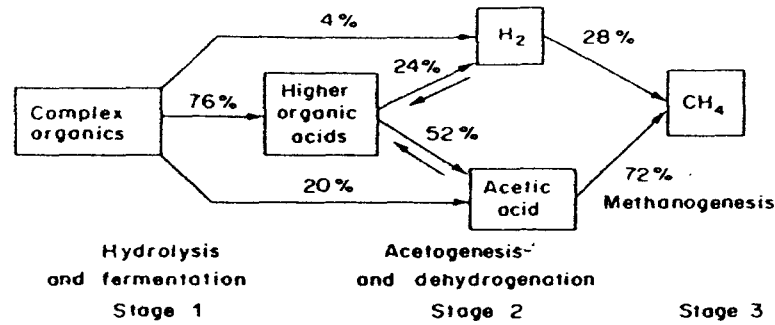 4%
H2
28%
24%
Complex
organics
76%
Higher
organic
acids
CH4
52%
20%
Acetic
acid
72%
Methanogenesis
Hydrolysis
and fermentation
Stage 1
Acetogenesis-
and dehydrogenation
Stage 2
Stage 3